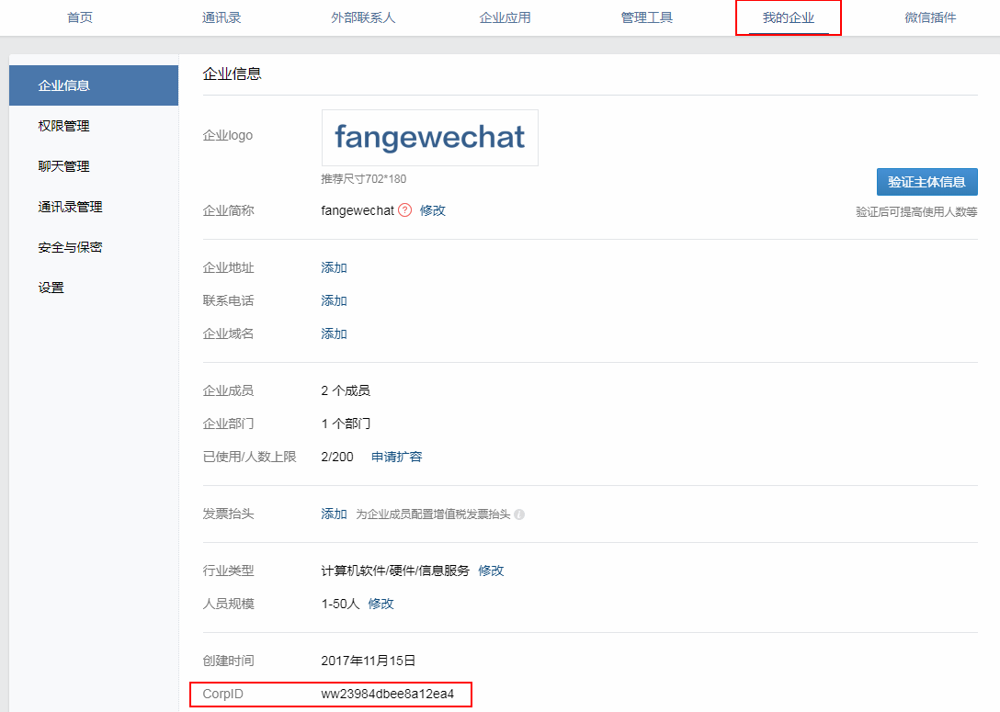 首页 通讯录 外部联系人 企业应用 管理工具 我的企业 微信插件
企业信息
权限管理
聊天管理
通讯录管理
安全与保密
设置
企业信息
企业logo fangewechat
推荐尺寸702*180
验证主体信息
验证后可提高使用人数等
企业简称 fangewechat ? 修改
企业地址 添加
联系电话 添加
企业域名 添加
企业成员 2 个成员
企业部门 1 个部门
已使用/人数上限 2/200 申请扩容
发票抬头 添加 为企业成员配置增值税发票抬头 i
行业类型 计算机软件/硬件/信息服务 修改
人员规模 1-50人 修改
创建时间 2017年11月15日
CorpID ww23984dbee8a12ea4